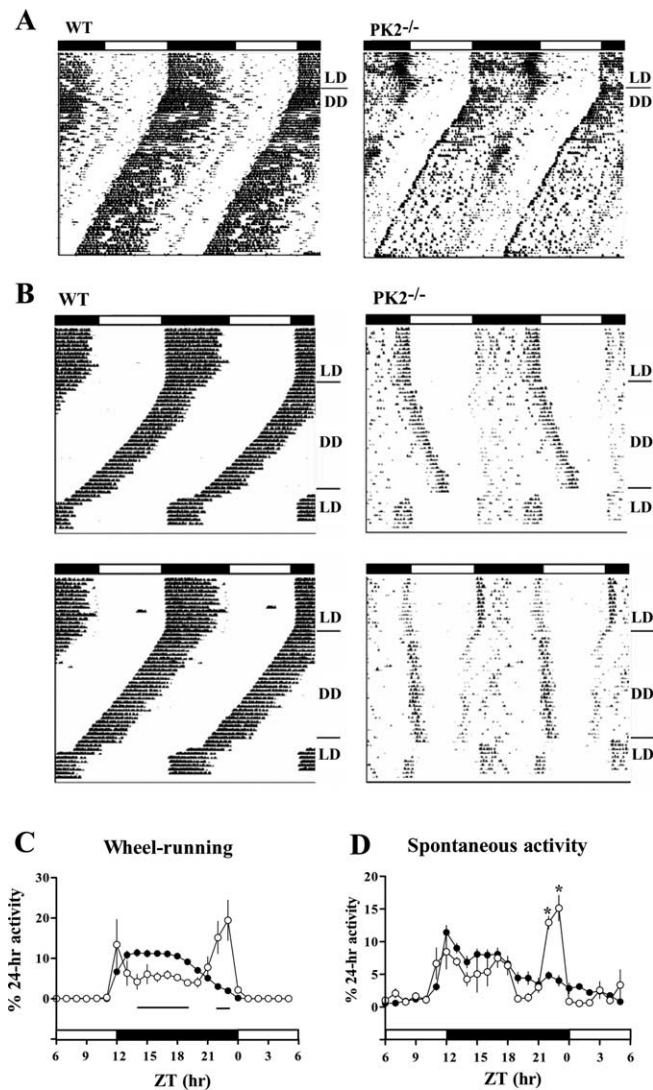 A
WT
PK2-/-
LD
DD
LD
DD
B
WT
PK2-/-
LD
DD
LD
LD
DD
LD
LD
DD
LD
LD
DD
LD
C Wheel-running
% 24-hr activity
30
20
10
0
6 9 12 15 18 21 0 3 6
ZT (hr)
D Spontaneous activity
% 24-hr activity
20
15
10
5
0
* *
6 9 12 15 18 21 0 3 6
ZT (hr)